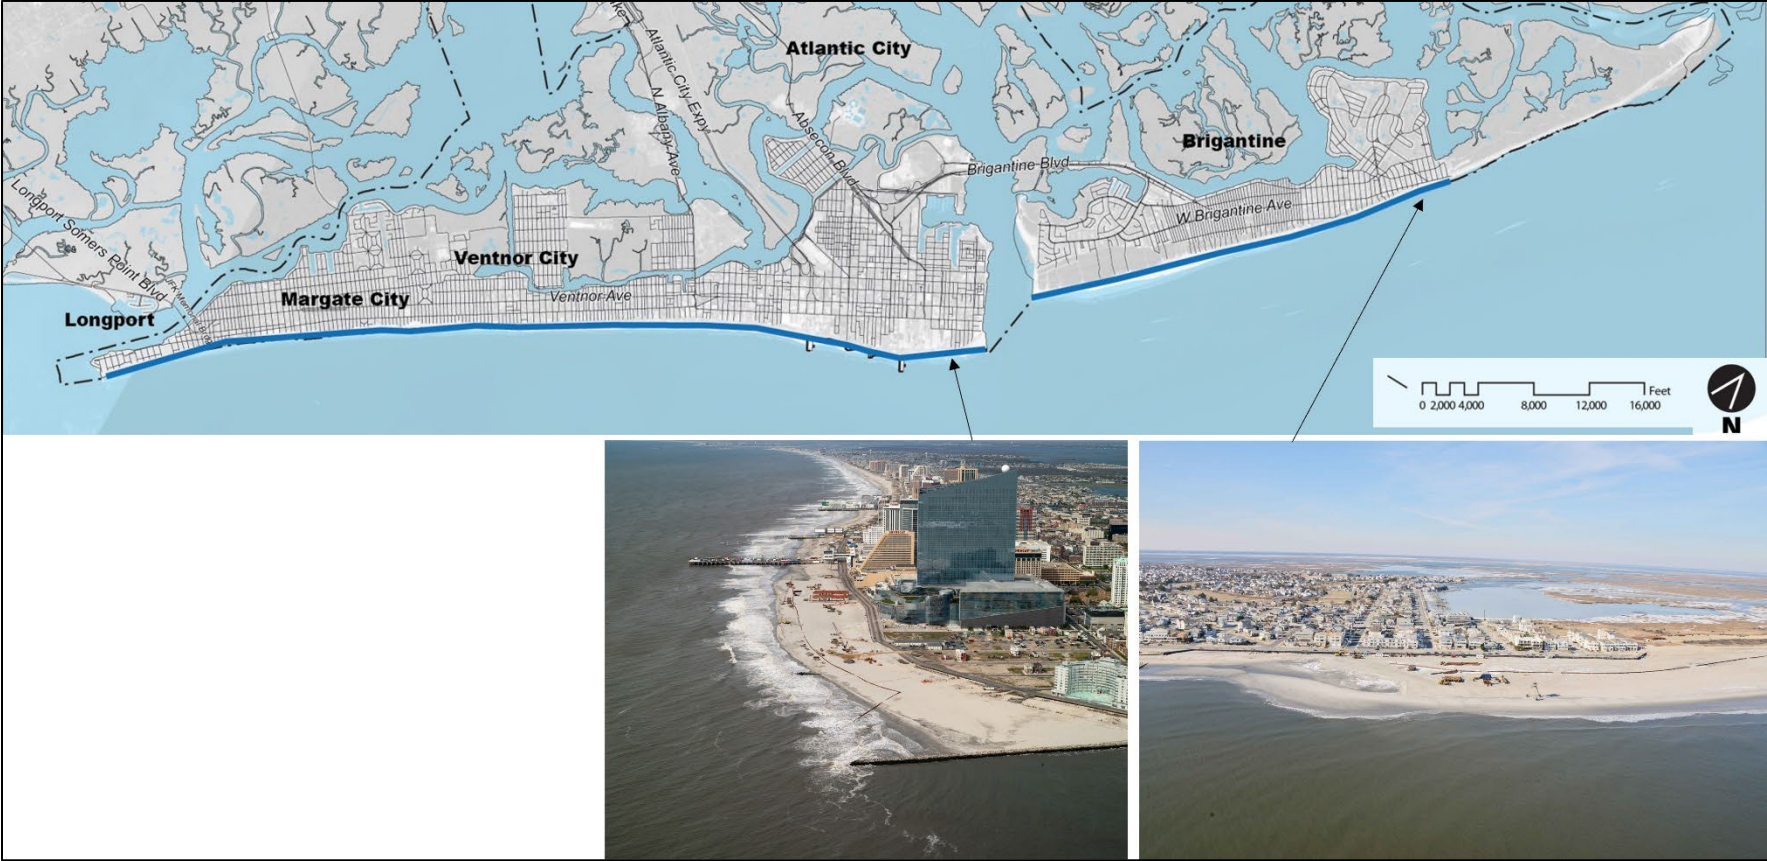 Atlantic City
Atlantic City Expy
N Albany Ave
Absecon Blvd
Brigantine
Brigantine Blvd
W Brigantine Ave
Longport Somers Point Blvd
Ventnor City
Margate City
Ventnor Ave
Longport
Feet
0 2,000 4,000 8,000 12,000 16,000
N